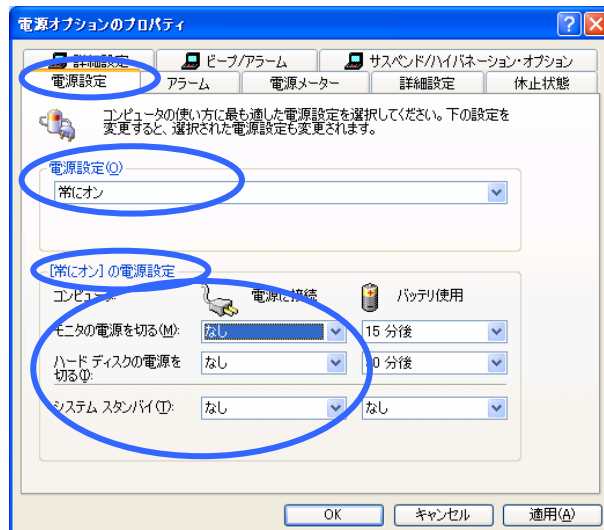 電源オプションのプロパティ
詳細設定
ビープ/アラーム
サスペンド/ハイバネーション・オプション
電源設定
アラーム
電源メーター
詳細設定
休止状態
コンピュータの使い方に最も適した電源設定を選択してください。下の設定を
変更すると、選択された電源設定も変更されます。
電源設定(O)
常にオン
[常にオン] の電源設定
コンピュータ:
電源に接続
バッテリ使用
モニタの電源を切る(M):
なし
15 分後
ハード ディスクの電源を
切る(I):
なし
分後
システム スタンバイ(T):
なし
なし
OK
キャンセル
適用(A)